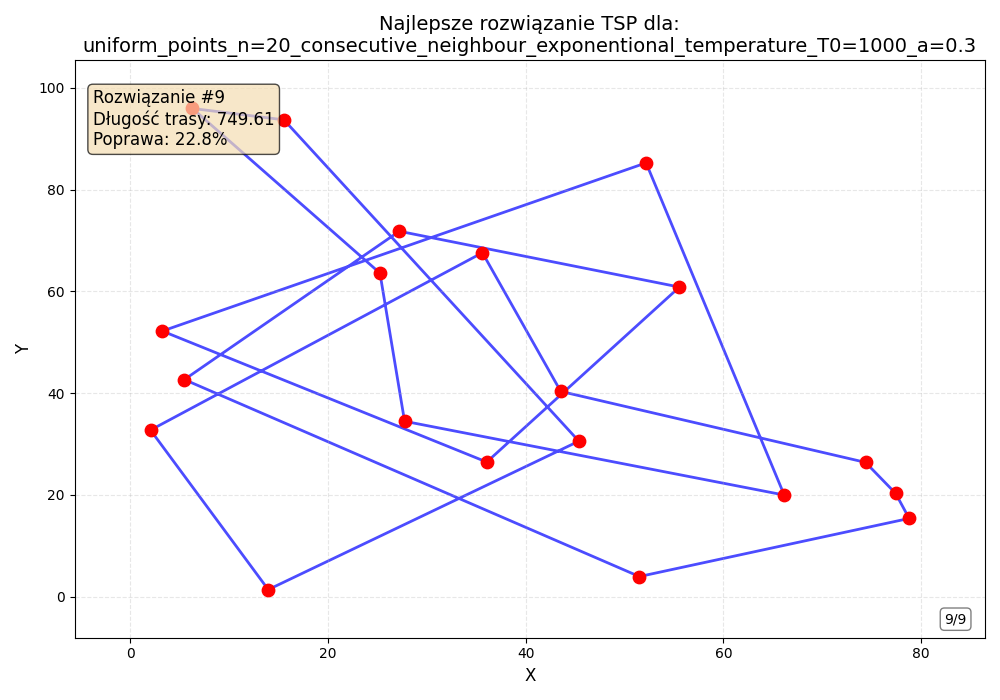 Najlepsze rozwiązanie TSP dla:
uniform_points_n=20_consecutive_neighbour_exponentional_temperature_T0=1000_a=0.3
Rozwiązanie #9
Długość trasy: 749.61
Poprawa: 22.8%
100
80
60
40
20
0
Y
0
20
40
60
80
X
9/9